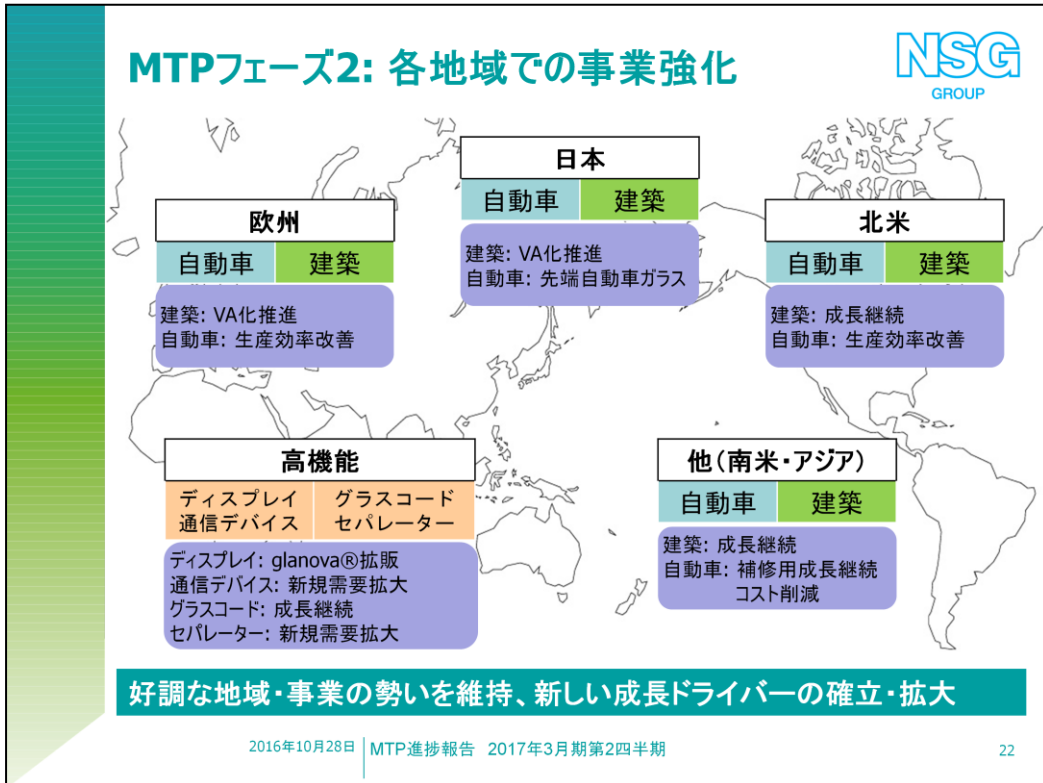 MTPフェーズ2: 各地域での事業強化
NSG
GROUP
日本
自動車 建築
建築: VA化推進
自動車: 先端自動車ガラス
欧州
自動車 建築
建築: VA化推進
自動車: 生産効率改善
北米
自動車 建築
建築: 成長継続
自動車: 生産効率改善
高機能
ディスプレイ グラスコード
通信デバイス セパレーター
ディスプレイ: glanova®拡販
通信デバイス: 新規需要拡大
グラスコード: 成長継続
セパレーター: 新規需要拡大
他(南米・アジア)
自動車 建築
建築: 成長継続
自動車: 補修用成長継続
コスト削減
好調な地域・事業の勢いを維持、新しい成長ドライバーの確立・拡大
2016年10月28日 MTP進捗報告 2017年3月期第2四半期 22